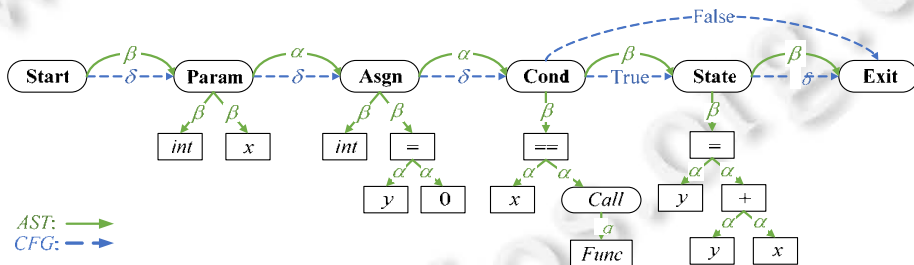 False
β α α β β
Start δ Param δ Asgn δ Cond True State δ Exit
β β β β β β
int x int = == =
α α α α α α
y 0 x Call y +
a α α
Func y x
AST:
CFG: